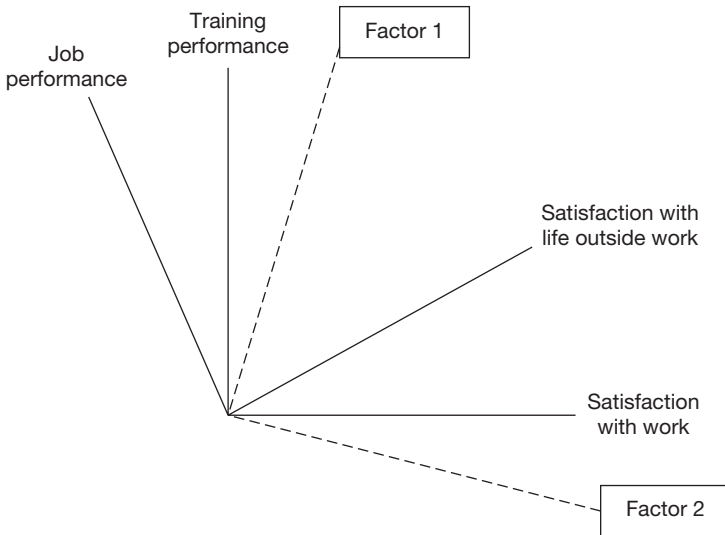 Training
performance
Factor 1
Job
performance
Satisfaction with
life outside work
Satisfaction
with work
Factor 2